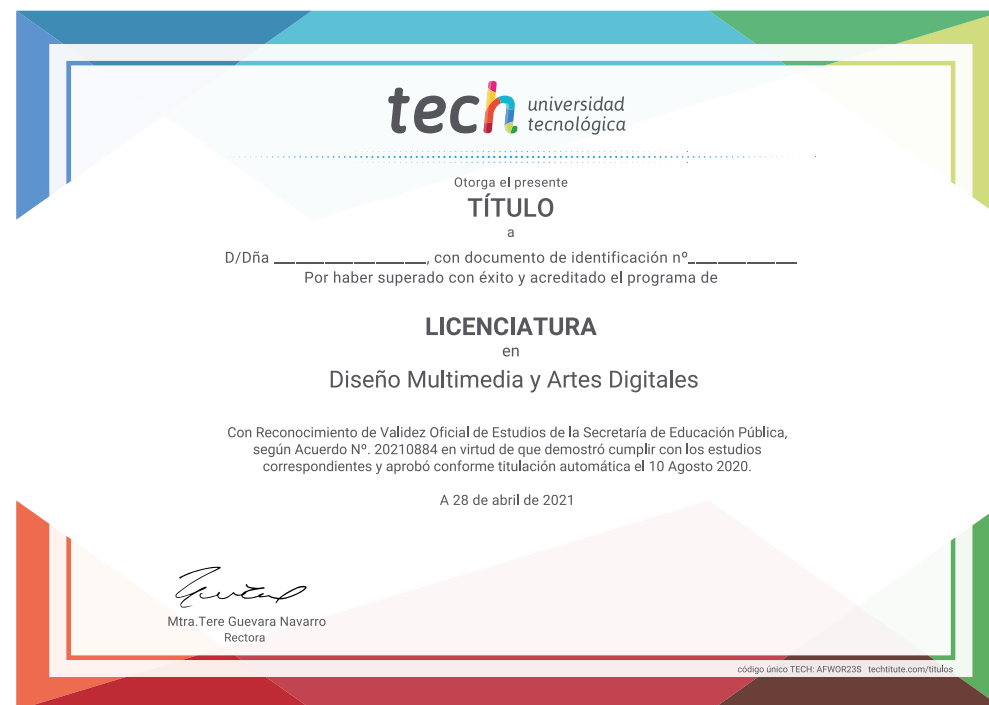 tech universidad
tecnológica
Otorga el presente
TÍTULO
a
D/Dña ____________________, con documento de identificación nº______________
Por haber superado con éxito y acreditado el programa de
LICENCIATURA
en
Diseño Multimedia y Artes Digitales
Con Reconocimiento de Validez Oficial de Estudios de la Secretaría de Educación Pública,
según Acuerdo Nº. 20210884 en virtud de que demostró cumplir con los estudios
correspondientes y aprobó conforme titulación automática el 10 Agosto 2020.
A 28 de abril de 2021
Mtra.Tere Guevara Navarro
Rectora
código único TECH: AFWOR23S techtitute.com/titulos